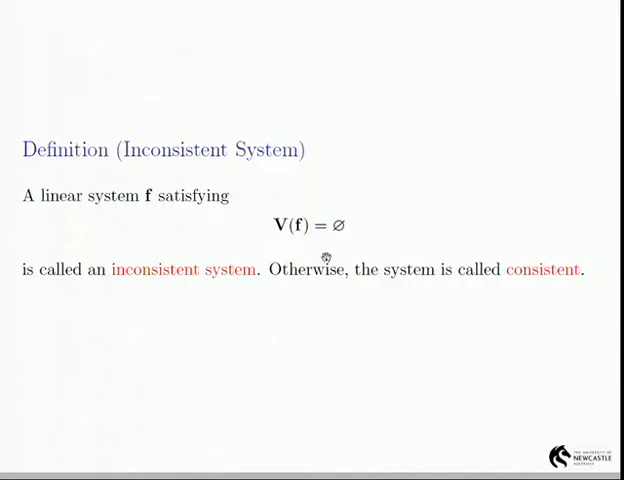 Definition (Inconsistent System)
A linear system f satisfying
V(f) = ∅
is called an inconsistent system. Otherwise, the system is called consistent.
THE UNIVERSITY OF
NEWCASTLE
AUSTRALIA